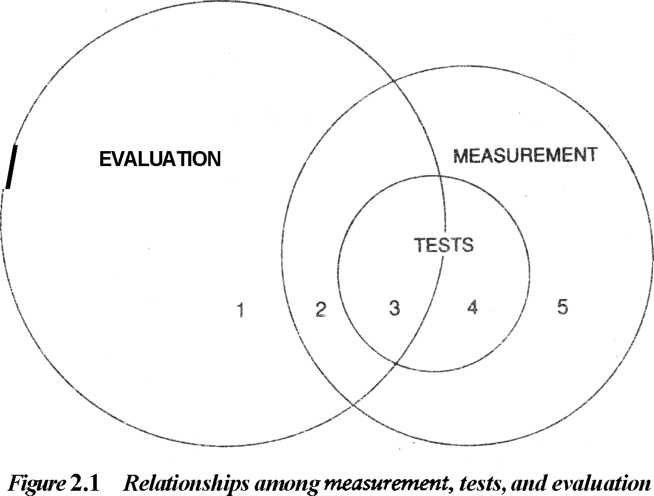 EVALUATION
MEASUREMENT
TESTS
1 2 3 4 5
Figure 2.1 Relationships among measurement, tests, and evaluation